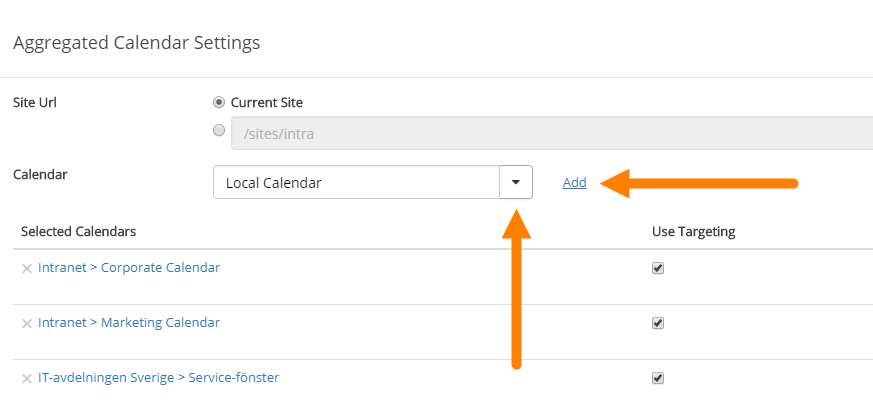 Aggregated Calendar Settings
Site Url
Current Site
/sites/intra
Calendar
Local Calendar
Add
Selected Calendars
Use Targeting
Intranet > Corporate Calendar
Intranet > Marketing Calendar
IT-avdelningen Sverige > Service-fönster